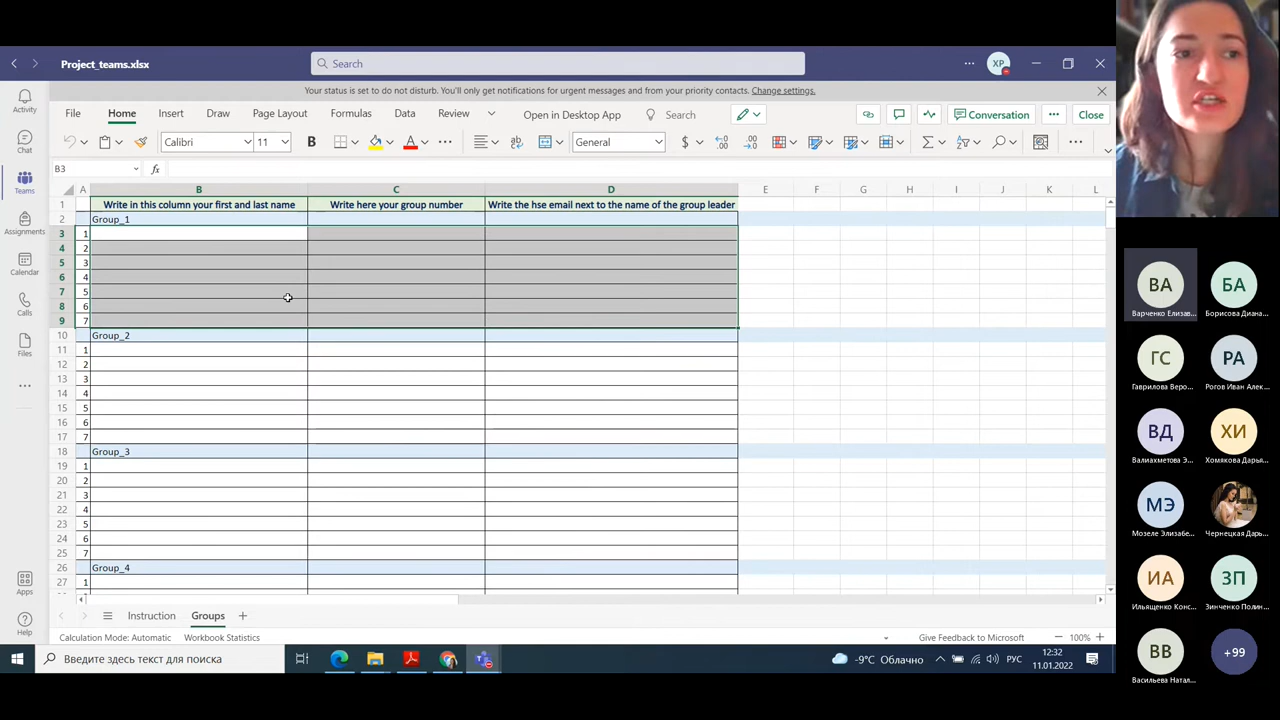 Project_teams.xlsx
Search
XP
Your status is set to do not disturb. You'll only get notifications for urgent messages and from your priority contacts. Change settings.
Activity
Chat
Teams
Assignments
Calendar
Calls
Files
Apps
Help
File Home Insert Draw Page Layout Formulas Data Review Open in Desktop App Search Conversation Close
Calibri 11 B A General $
B3 fx
A B C D E F G H I J K L
1 Write in this column your first and last name Write here your group number Write the hse email next to the name of the group leader
2 Group_1
3 1
4 2
5 3
6 4
7 5
8 6
9 7
10 Group_2
11 1
12 2
13 3
14 4
15 5
16 6
17 7
18 Group_3
19 1
20 2
21 3
22 4
23 5
24 6
25 7
26 Group_4
27 1
Instruction Groups
Calculation Mode: Automatic Workbook Statistics Give Feedback to Microsoft 100%
Введите здесь текст для поиска
-9°C Облачно РУС
12:32
11.01.2022
ВА БА
Варченко Елизав... Борисова Диана...
ГС РА
Гаврилова Веро... Рогов Иван Алек...
ВД ХИ
Валиахметова Э... Хомякова Дарья...
МЭ
Мозеле Элизабе... Чернецкая Дарь...
ИА ЗП
Ильященко Конс... Зинченко Полин...
ВВ +99
Васильева Натал...